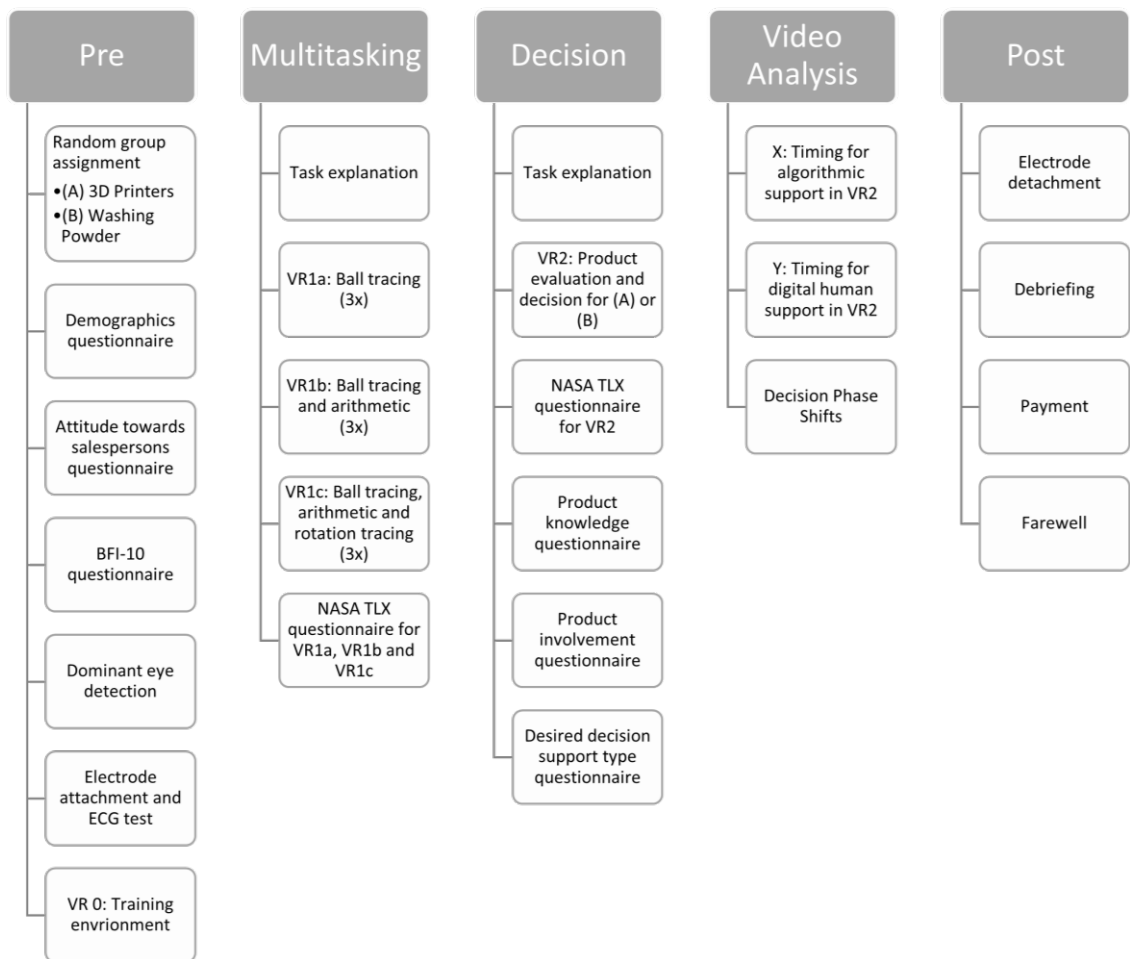 Pre
Random group
assignment
•(A) 3D Printers
•(B) Washing
Powder
Demographics
questionnaire
Attitude towards
salespersons
questionnaire
BFI-10
questionnaire
Dominant eye
detection
Electrode
attachment and
ECG test
VR 0: Training
envrionment
Multitasking
Task explanation
VR1a: Ball tracing
(3x)
VR1b: Ball tracing
and arithmetic
(3x)
VR1c: Ball tracing,
arithmetic and
rotation tracing
(3x)
NASA TLX
questionnaire for
VR1a, VR1b and
VR1c
Decision
Task explanation
VR2: Product
evaluation and
decision for (A) or
(B)
NASA TLX
questionnaire
for VR2
Product
knowledge
questionnaire
Product
involvement
questionnaire
Desired decision
support type
questionnaire
Video
Analysis
X: Timing for
algorithmic
support in VR2
Y: Timing for
digital human
support in VR2
Decision Phase
Shifts
Post
Electrode
detachment
Debriefing
Payment
Farewell